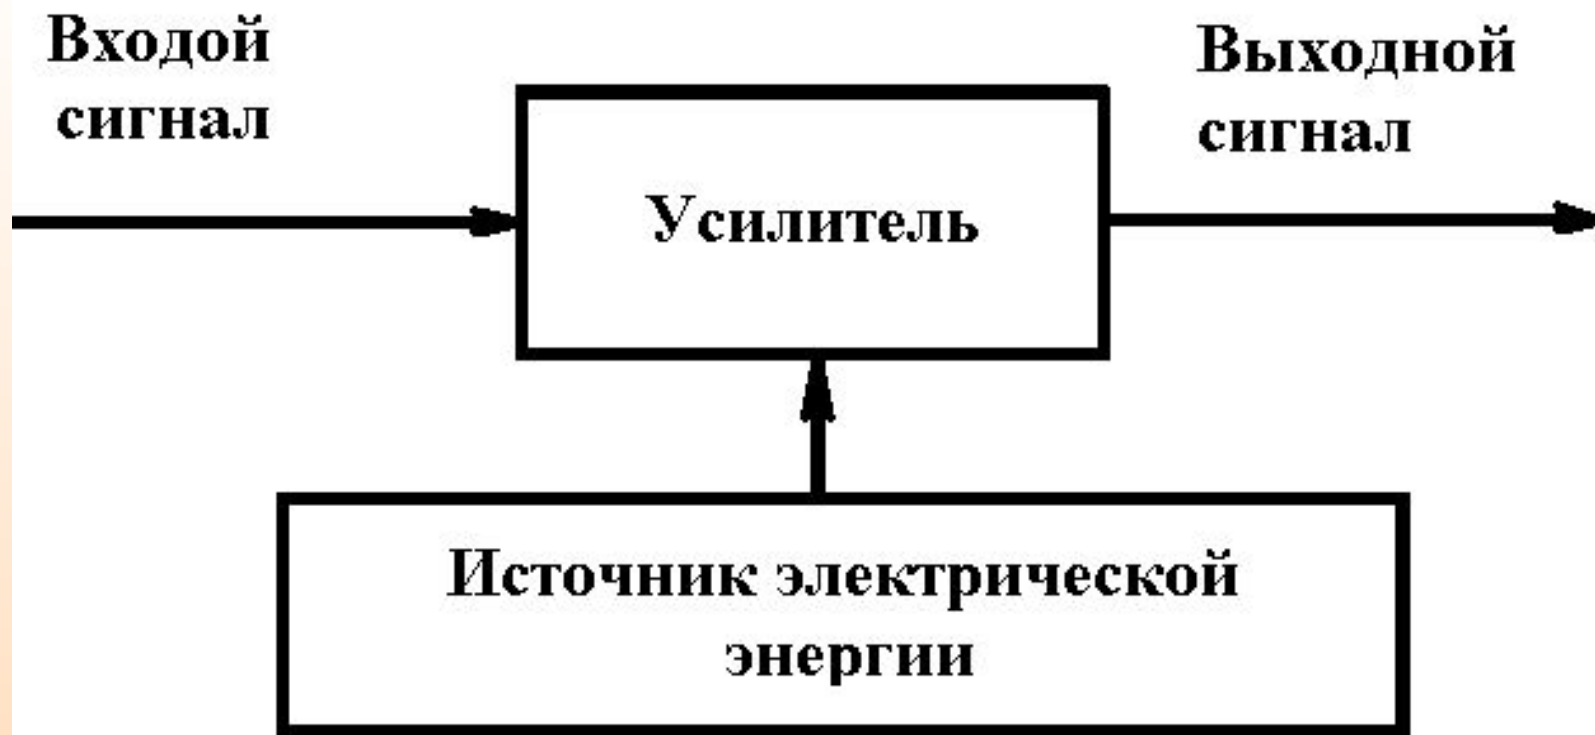 Входой
сигнал
Выходной
сигнал
Усилитель
Источник электрической
энергии